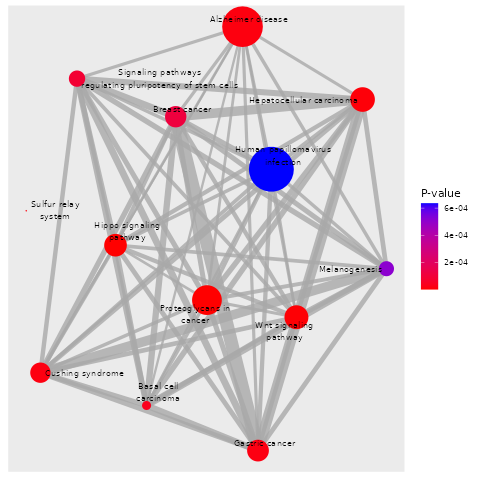 Alzheimer disease
Signaling pathways
regulating pluripotency of stem cells
Hepatocellular carcinoma
Breast cancer
Human papillomavirus
infection
P-value
6e-04
4e-04
2e-04
Sulfur relay
system
Hippo signaling
pathway
Melanogenesis
Proteoglycans in
cancer
Wnt signaling
pathway
Cushing syndrome
Basal cell
carcinoma
Gastric cancer